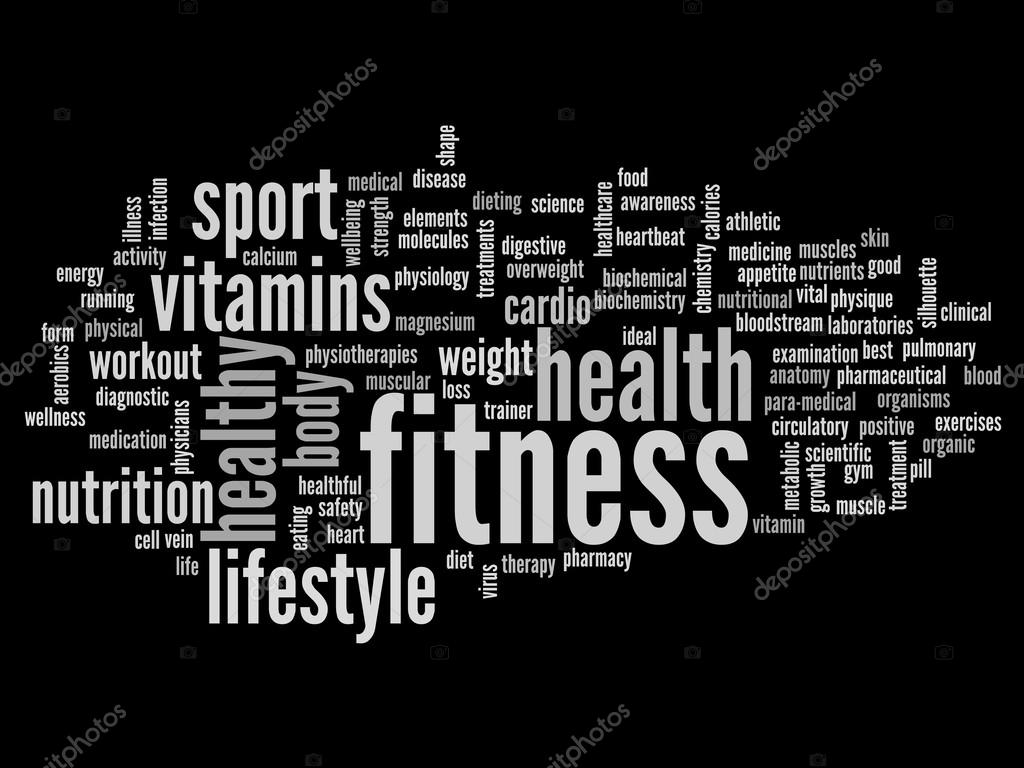 depositphotos
depositphotos
shape
sport
medical
disease
food
illness
infection
wellbeing
strength
elements
dieting
science
healthcare
awareness
calories
athletic
molecules
treatments
digestive
heartbeat
skin
activity
calcium
overweight
chemistry
medicine
muscles
energy
vitamins
physiology
biochemical
appetite
nutrients
good
running
cardio
biochemistry
nutritional
vital
physique
silhouette
clinical
form
physical
magnesium
ideal
bloodstream
laboratories
aerobics
workout
healthy
physiotherapies
weight
health
examination
best
pulmonary
body
muscular
loss
anatomy
pharmaceutical
blood
diagnostic
trainer
para-medical
organisms
wellness
physicians
fitness
circulatory
positive
exercises
medication
metabolic
scientific
organic
growth
gym
treatment
pill
nutrition
healthful
muscle
eating
safety
vitamin
cell
vein
heart
life
lifestyle
diet
virus
therapy
pharmacy
depositphotos
depositphotos